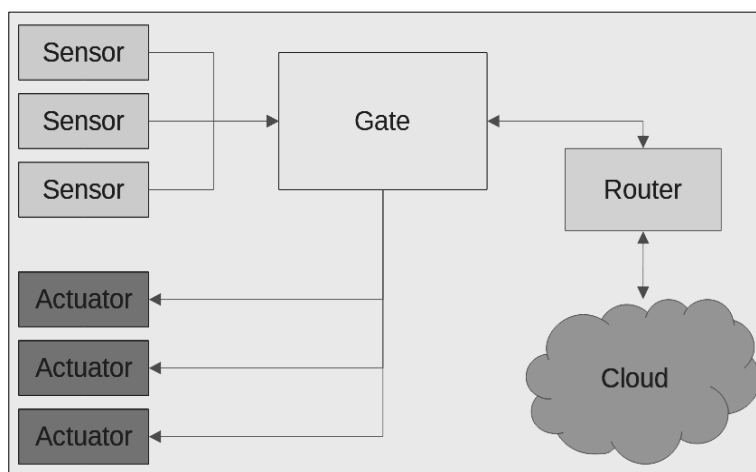 Sensor
Sensor
Sensor
Gate
Router
Actuator
Actuator
Actuator
Cloud